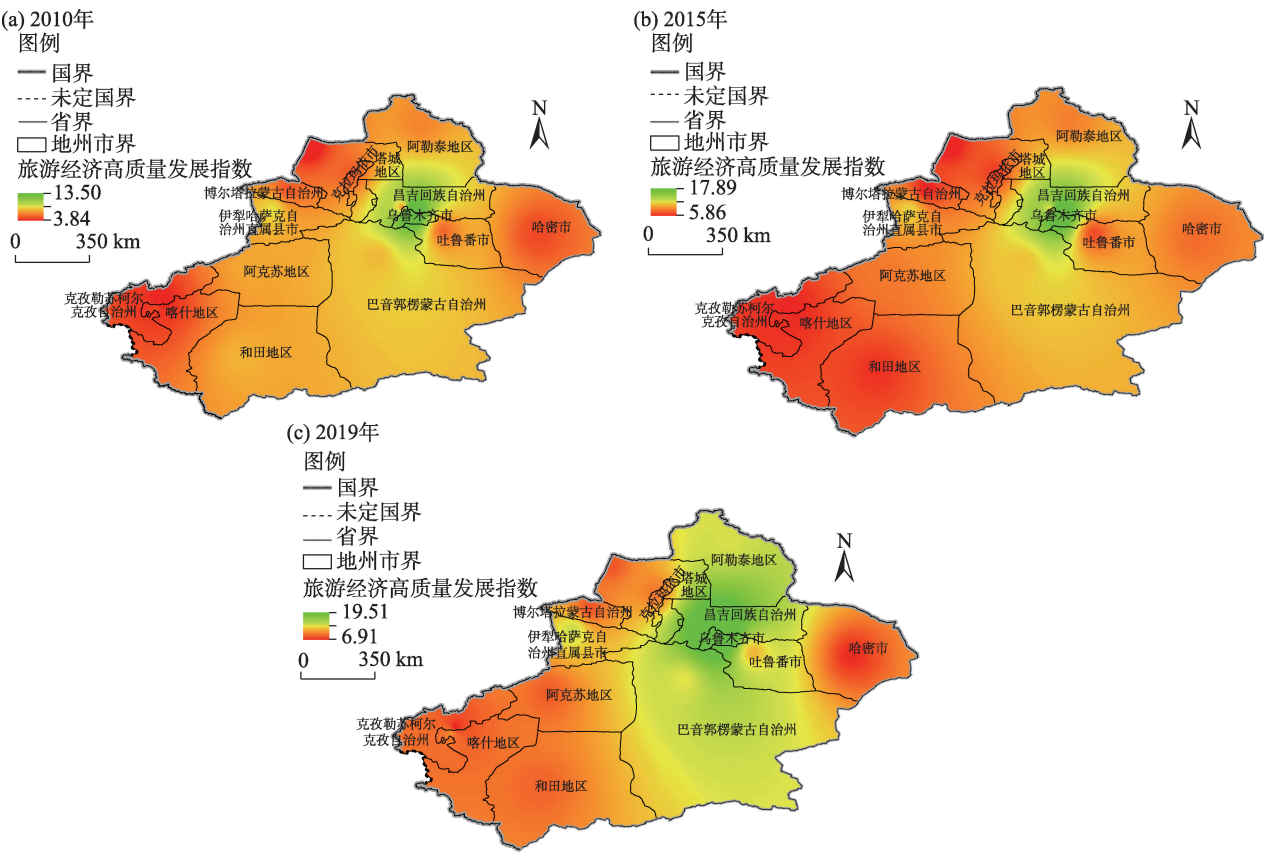 (a) 2010年
图例
国界
未定国界
省界
地州市界
旅游经济高质量发展指数
13.50
3.84
0 350 km
N
阿勒泰地区
塔城
地区
克拉玛依市
博尔塔拉蒙古自治州
昌吉回族自治州
伊犁哈萨克自
治州直属县市
乌鲁木齐市
吐鲁番市
哈密市
阿克苏地区
克孜勒苏柯尔
克孜自治州
喀什地区
巴音郭楞蒙古自治州
和田地区
(b) 2015年
图例
国界
未定国界
省界
地州市界
旅游经济高质量发展指数
17.89
5.86
0 350 km
N
阿勒泰地区
塔城
地区
克拉玛依市
博尔塔拉蒙古自治州
昌吉回族自治州
伊犁哈萨克自
治州直属县市
乌鲁木齐市
吐鲁番市
哈密市
阿克苏地区
克孜勒苏柯尔
克孜自治州
喀什地区
巴音郭楞蒙古自治州
和田地区
(c) 2019年
图例
国界
未定国界
省界
地州市界
旅游经济高质量发展指数
19.51
6.91
0 350 km
N
阿勒泰地区
塔城
地区
克拉玛依市
博尔塔拉蒙古自治州
昌吉回族自治州
伊犁哈萨克自
治州直属县市
乌鲁木齐市
吐鲁番市
哈密市
阿克苏地区
克孜勒苏柯尔
克孜自治州
喀什地区
巴音郭楞蒙古自治州
和田地区